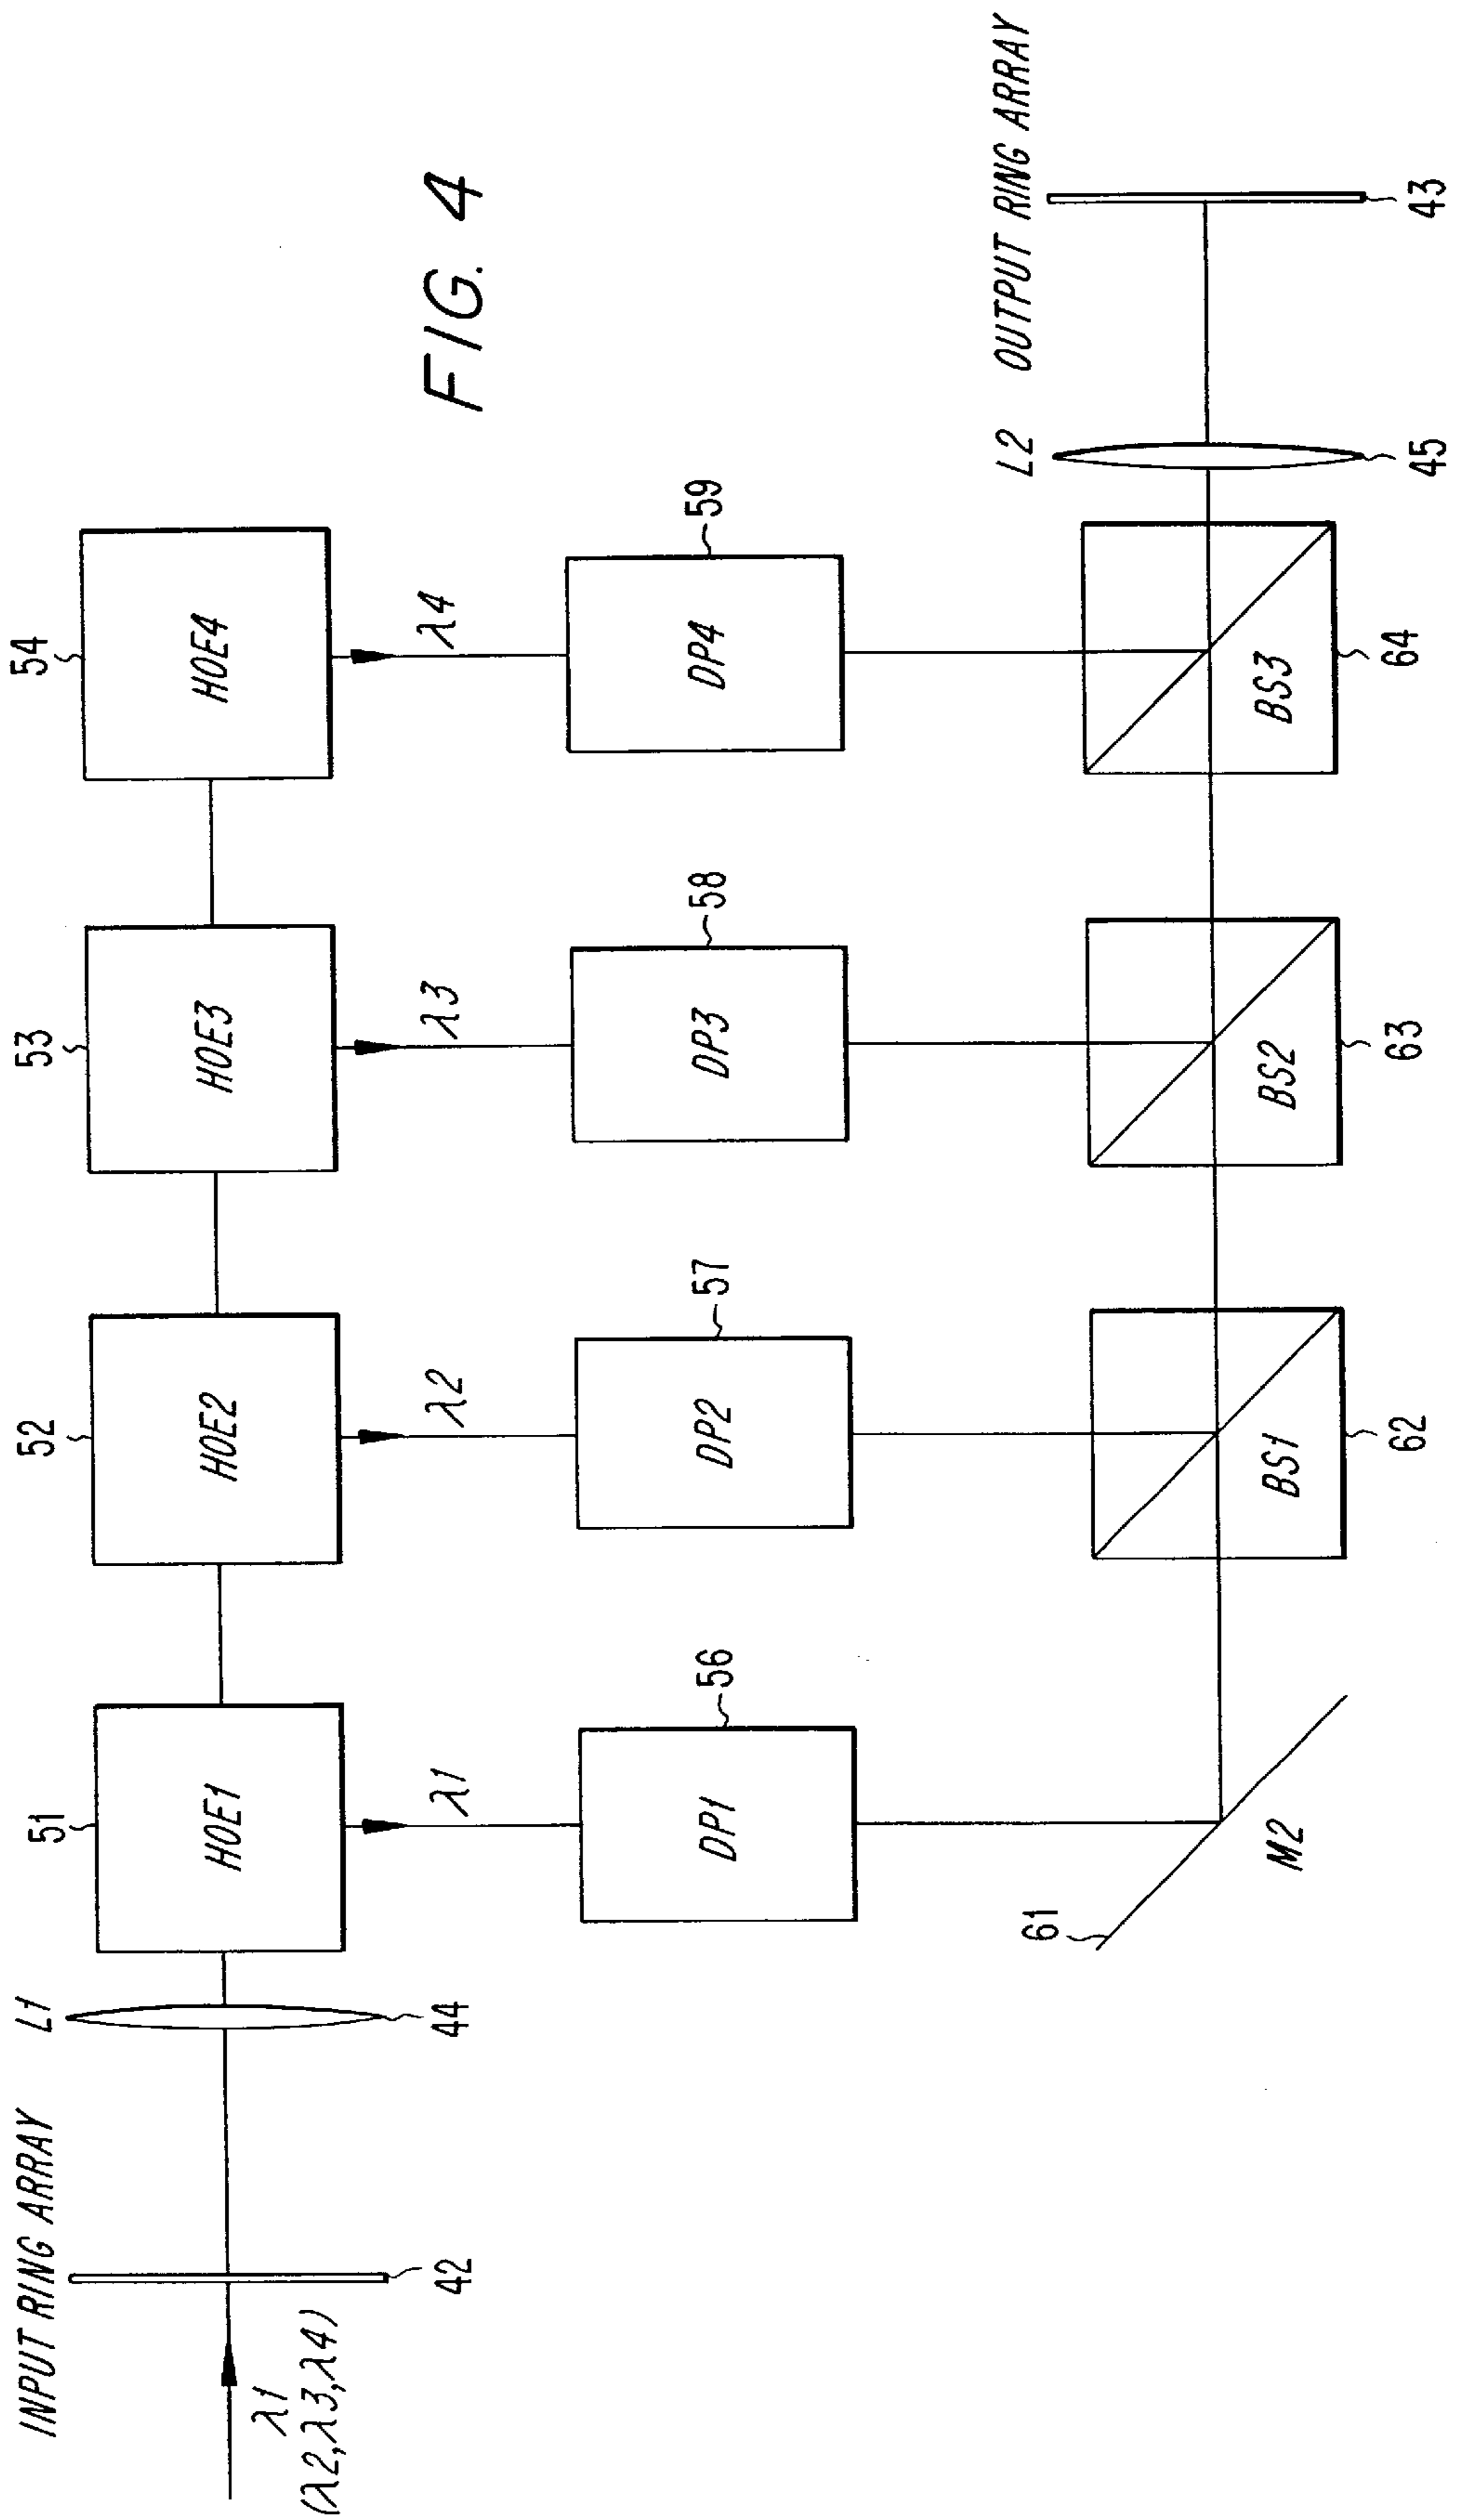 FIG. 4
INPUT RING ARRAY
λ1
(λ2,λ3,λ4)
42
L1
44
51
HOE1
52
HOE2
53
HOE3
54
HOE4
λ1
λ2
λ3
λ4
56
DP1
57
DP2
58
DP3
59
DP4
61
M2
BS1
62
BS2
63
BS3
64
L2
45
OUTPUT RING ARRAY
43